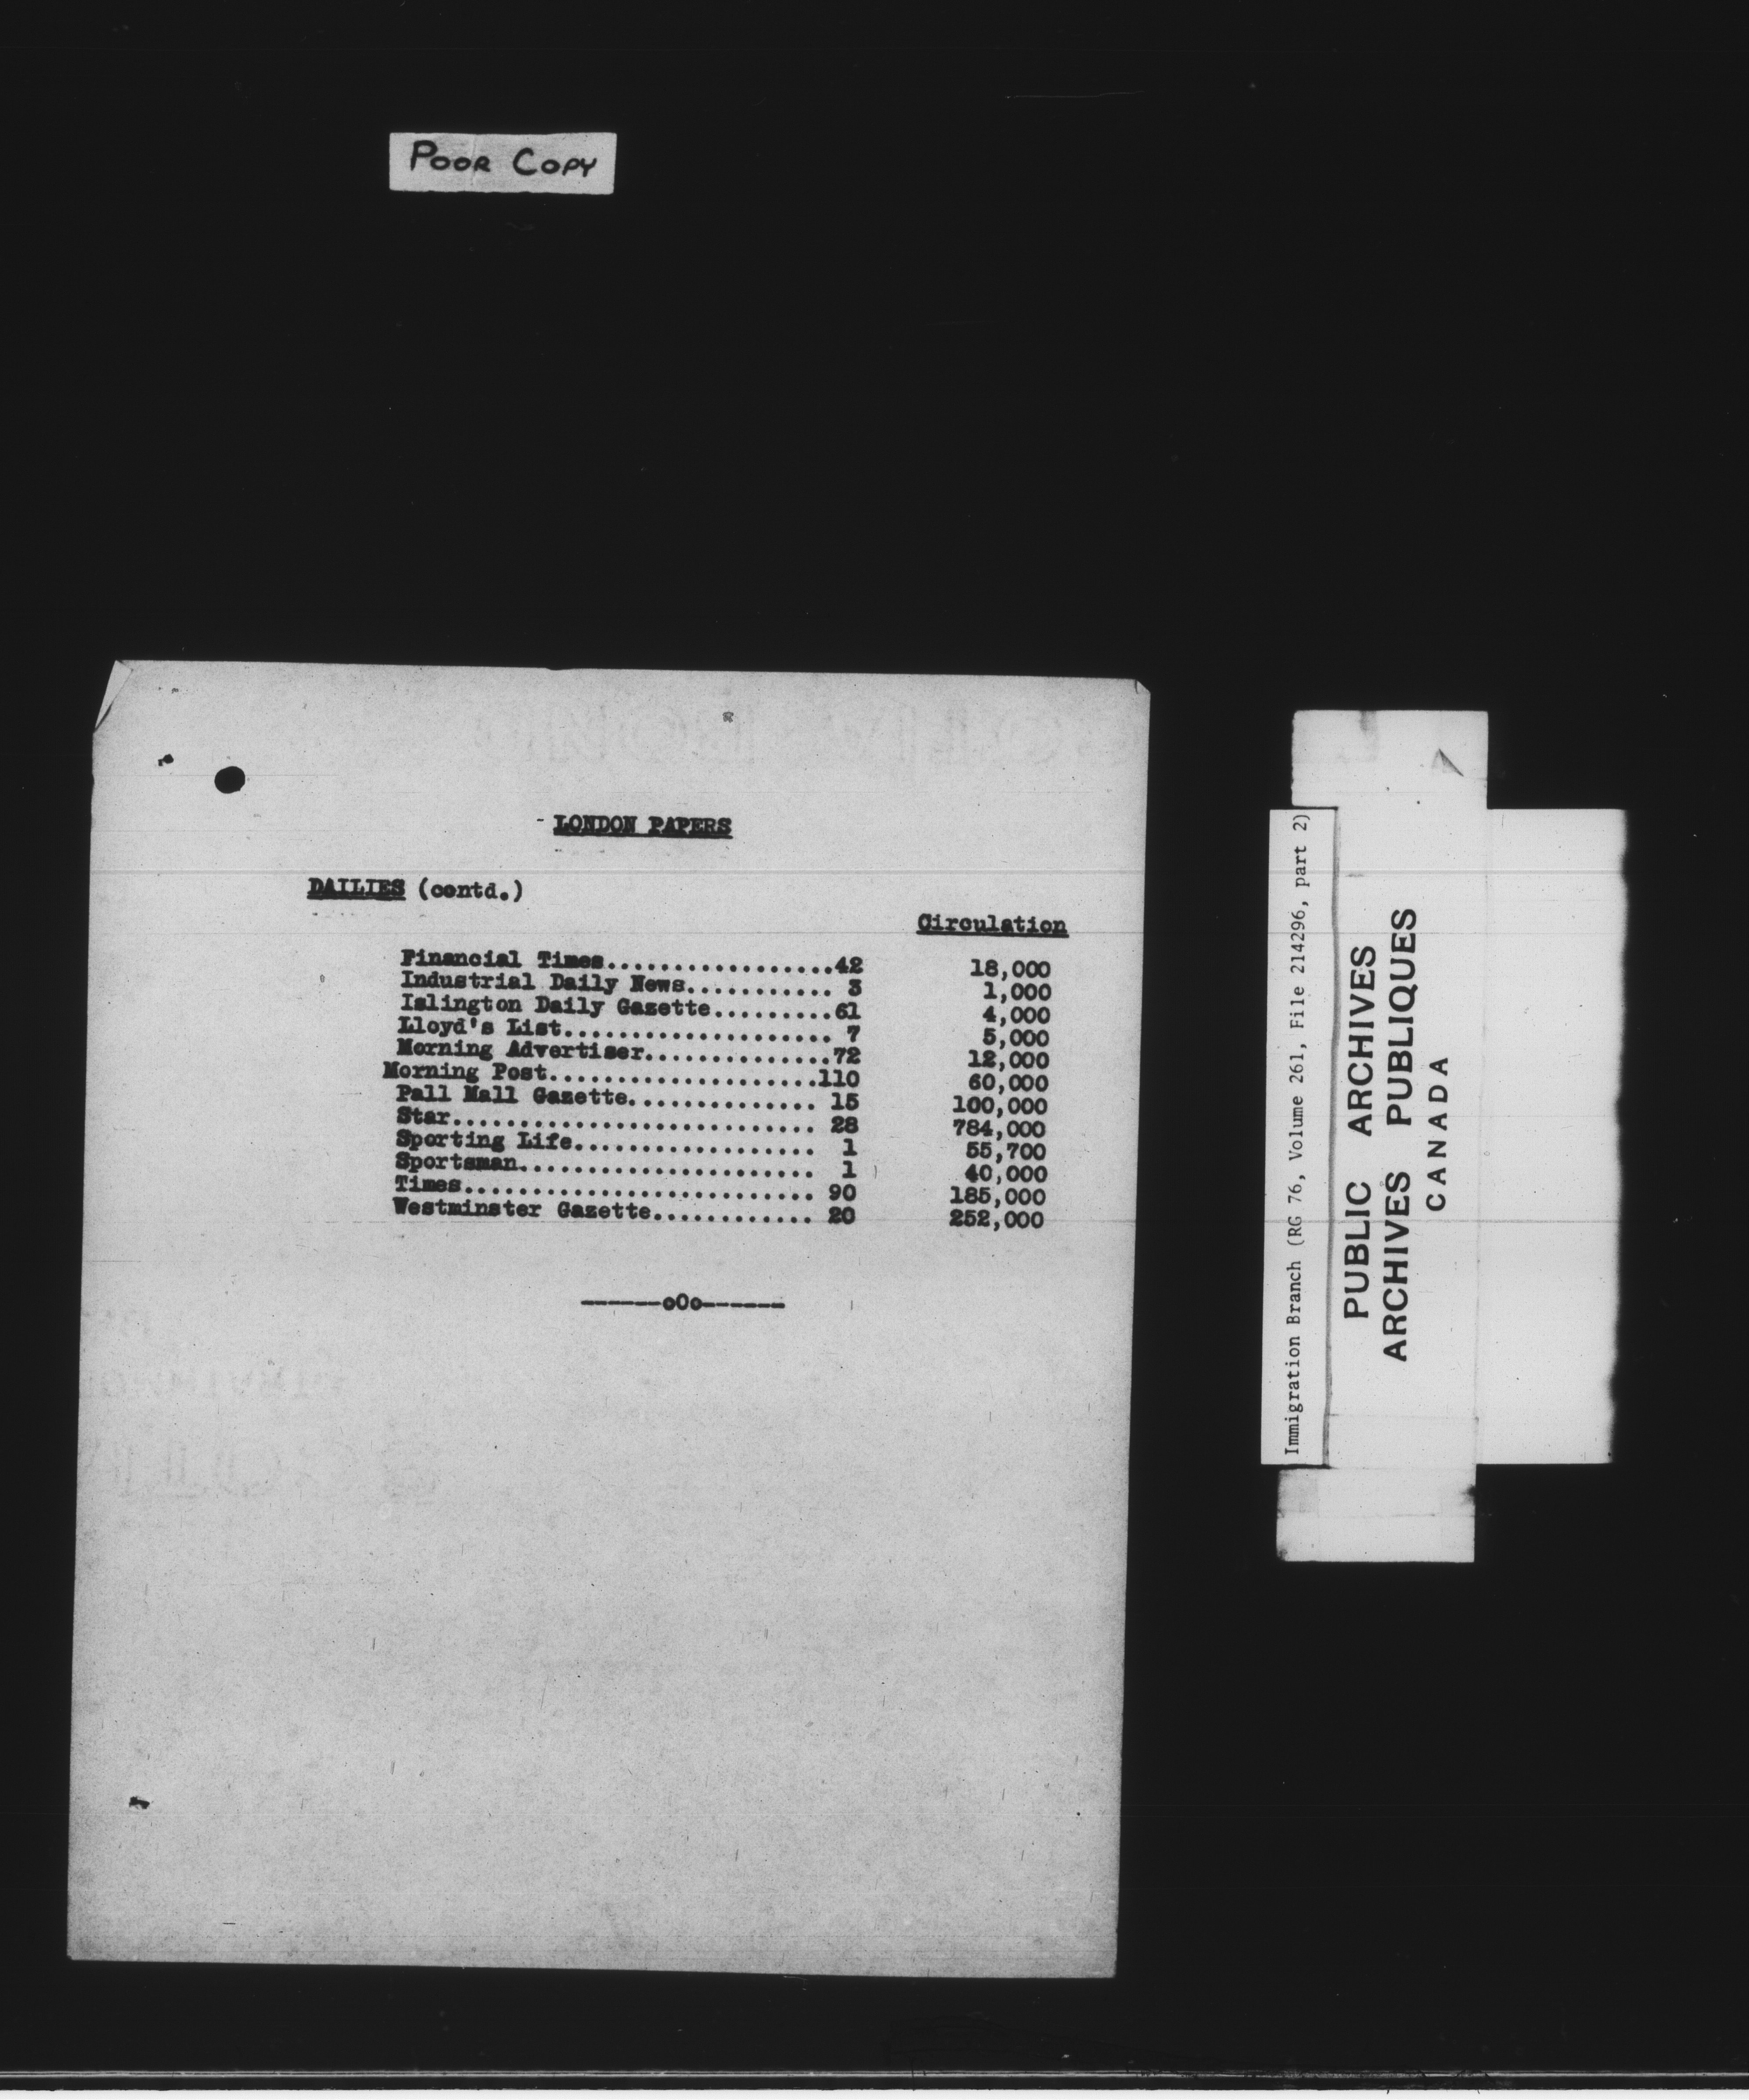 POOR COPY
LONDON PAPERS
DAILIES (contd.)
Circulation
Financial Times.................42 18,000
Industrial Daily News........... 3 1,000
Islington Daily Gazette.........61 4,000
Lloyd's List.................... 7 5,000
Morning Advertiser..............72 12,000
Morning Post....................110 60,000
Pall Mall Gazette.............. 15 100,000
Star........................... 28 784,000
Sporting Life.................. 1 55,700
Sportsman...................... 1 40,000
Times.......................... 90 185,000
Westminster Gazette............ 20 252,000
------oOo------
Immigration Branch (RG 76, Volume 261, File 214296, part 2)
PUBLIC ARCHIVES
ARCHIVES PUBLIQUES
CANADA